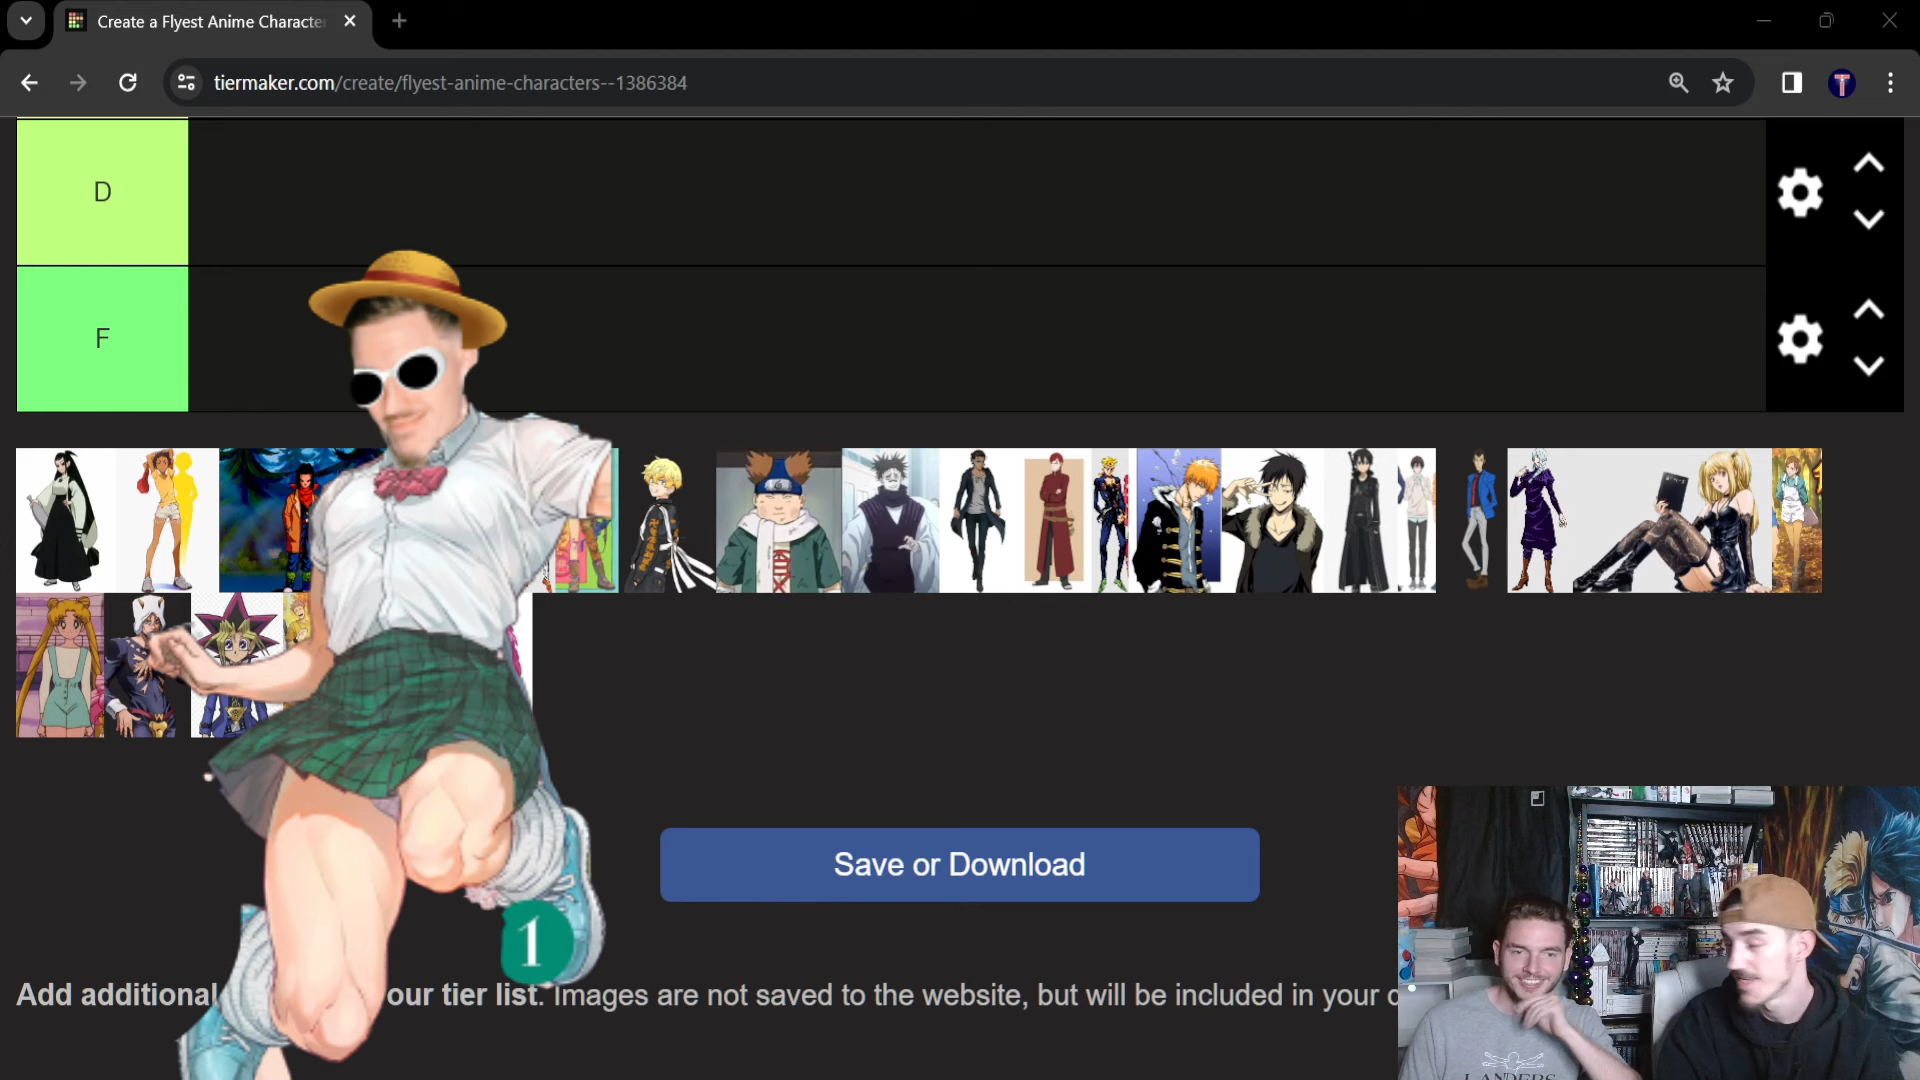 Create a Flyest Anime Characte
tiermaker.com/create/flyest-anime-characters--1386384
T
D
F
Save or Download
1
Add additional our tier list. Images are not saved to the website, but will be included in your
LANDERS